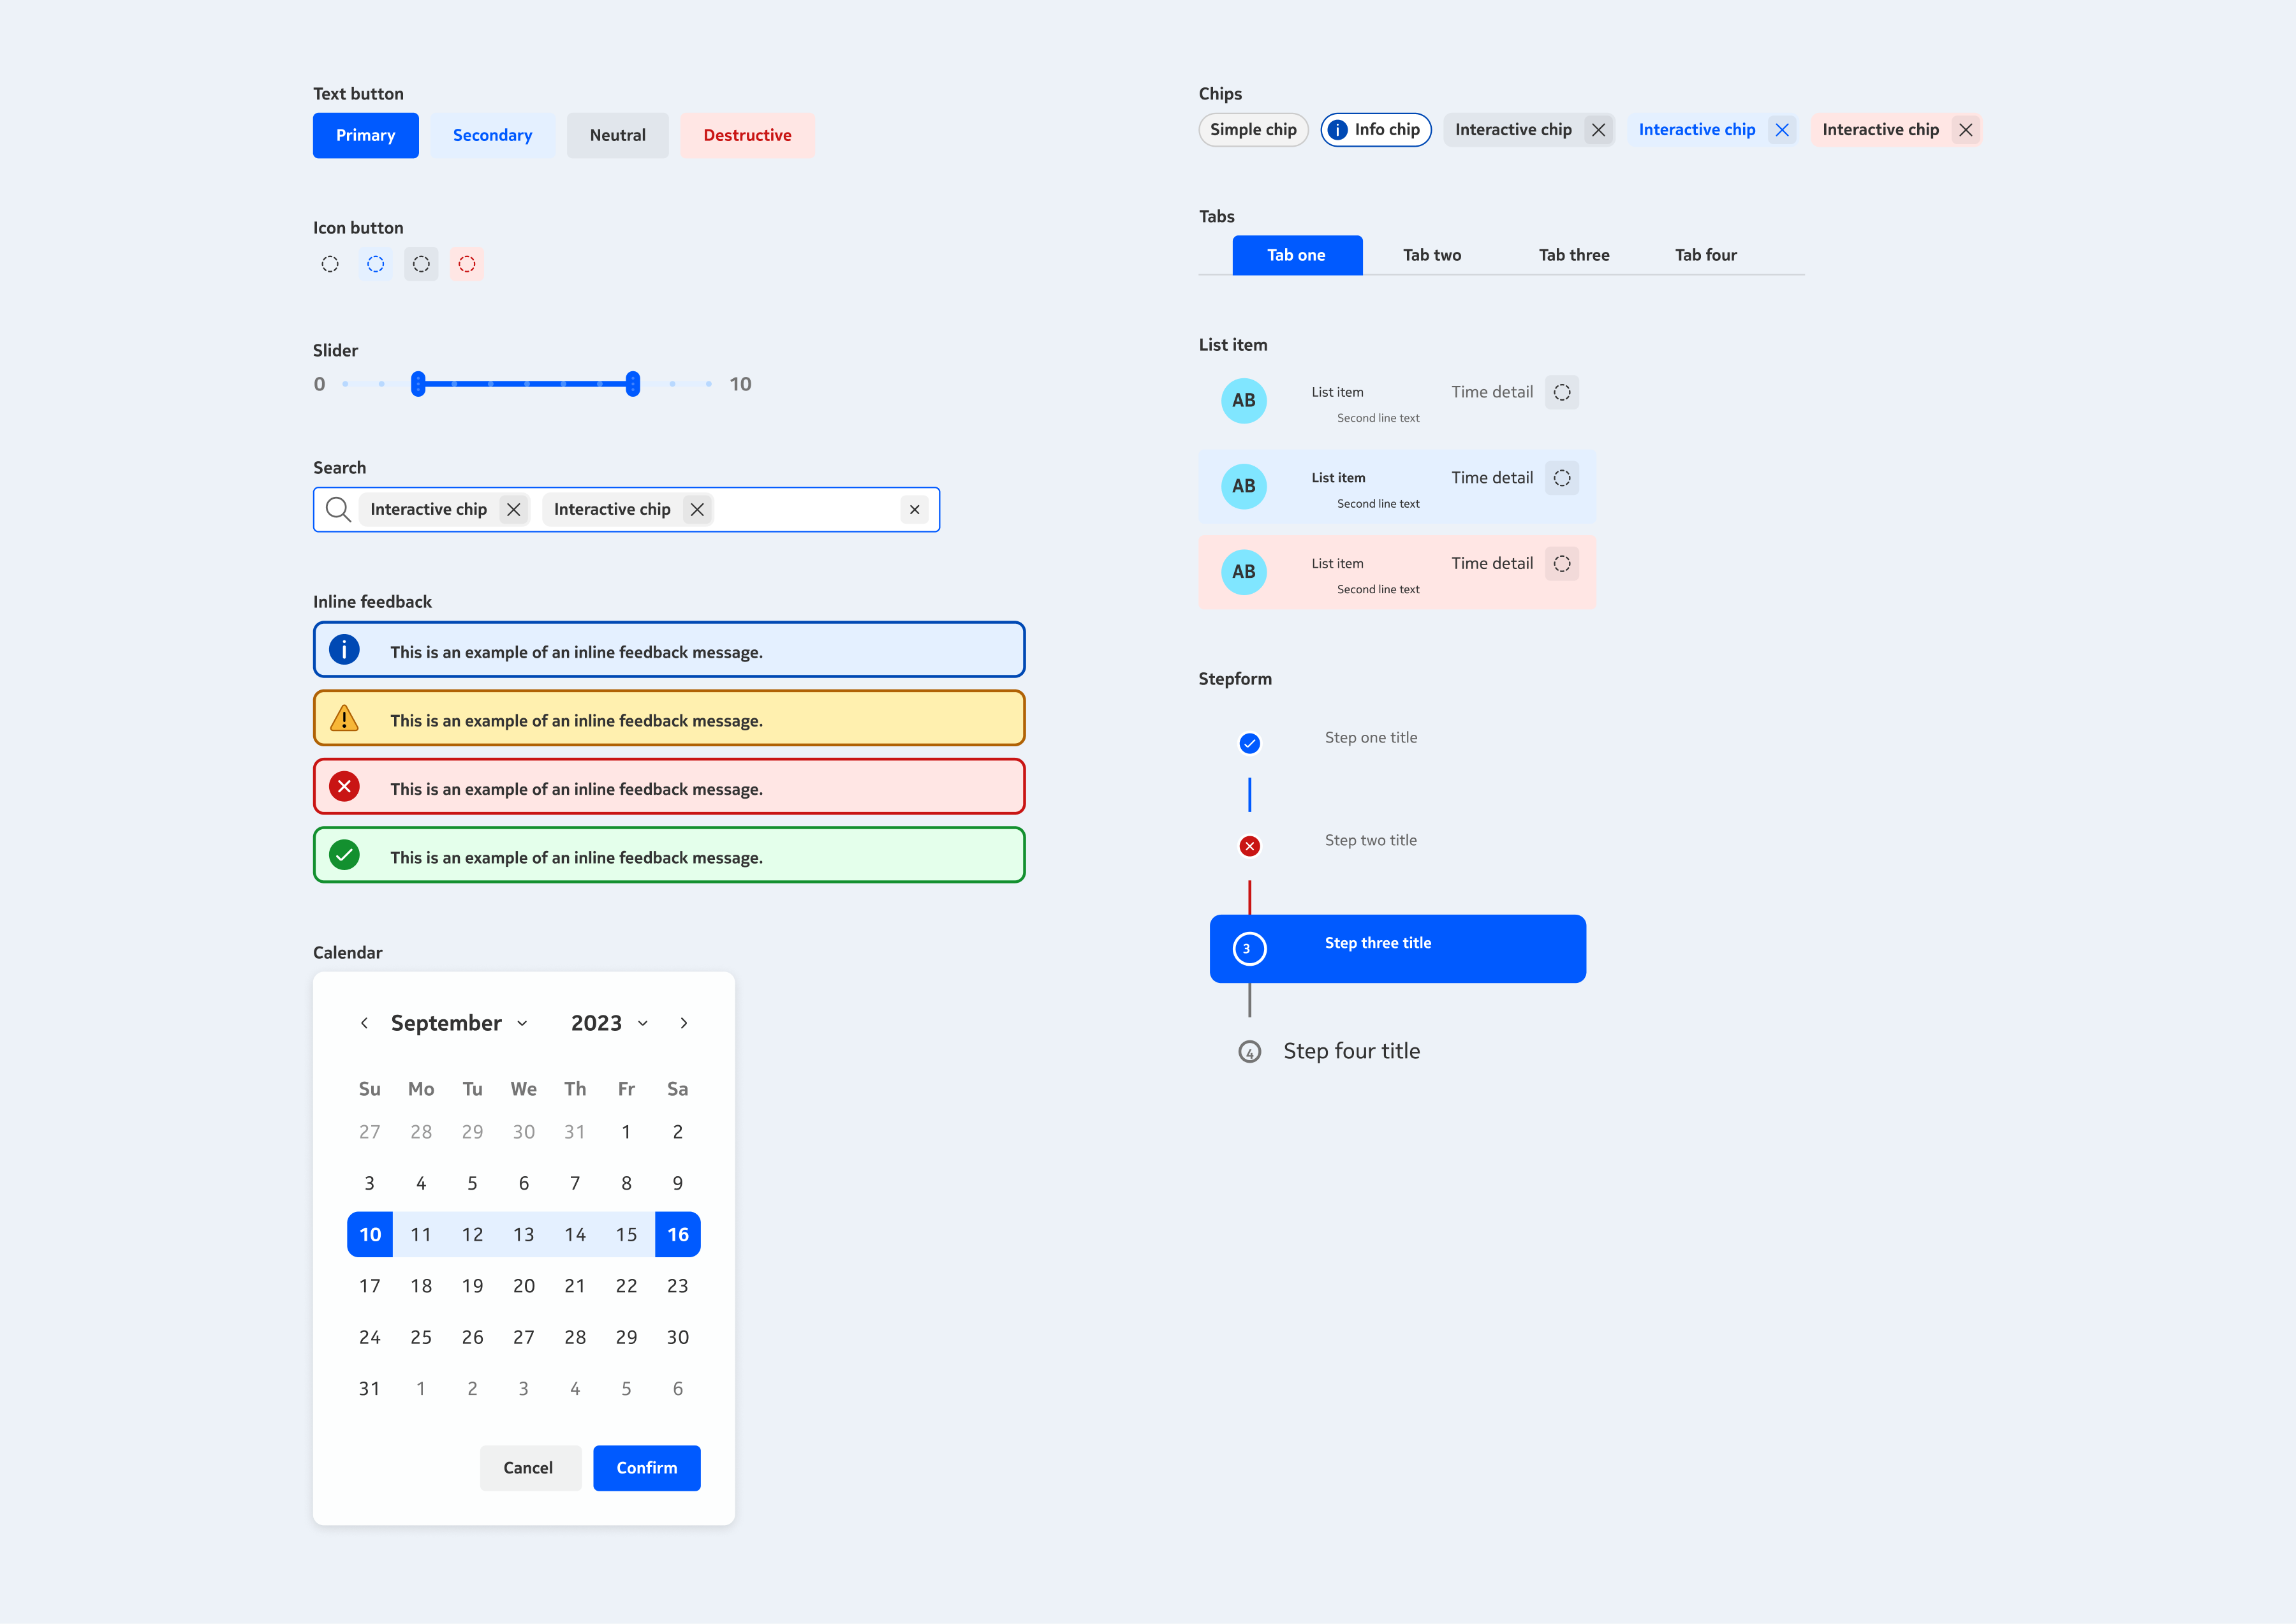 Text button
Primary Secondary Neutral Destructive
Icon button
Slider
0 10
Search
Interactive chip Interactive chip
Inline feedback
This is an example of an inline feedback message.
This is an example of an inline feedback message.
This is an example of an inline feedback message.
This is an example of an inline feedback message.
Calendar
September 2023
Su Mo Tu We Th Fr Sa
27 28 29 30 31 1 2
3 4 5 6 7 8 9
10 11 12 13 14 15 16
17 18 19 20 21 22 23
24 25 26 27 28 29 30
31 1 2 3 4 5 6
Cancel Confirm
Chips
Simple chip i Info chip Interactive chip Interactive chip Interactive chip
Tabs
Tab one Tab two Tab three Tab four
List item
AB List item Time detail
Second line text
AB List item Time detail
Second line text
AB List item Time detail
Second line text
Stepform
Step one title
Step two title
3 Step three title
4 Step four title